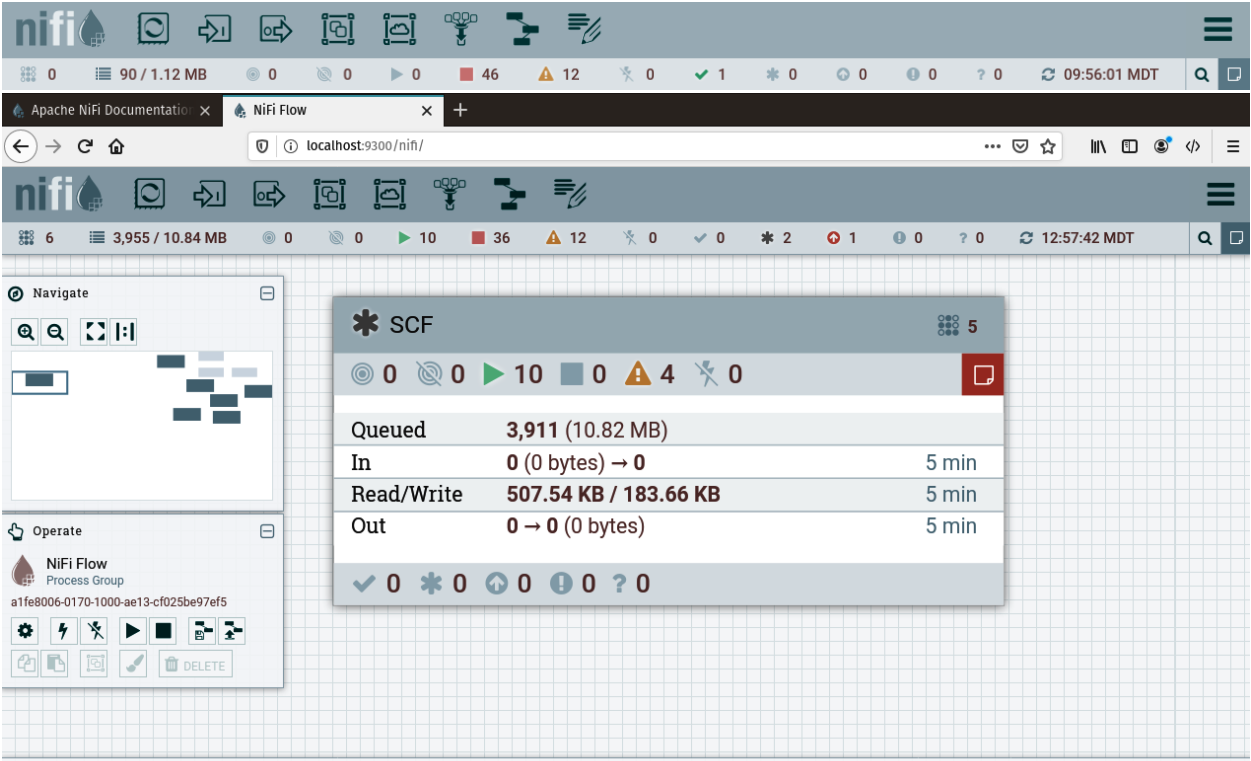 nifi
0 90 / 1.12 MB 0 0 0 46 12 0 1 0 0 0 ? 0 09:56:01 MDT
Apache NiFi Documentation × NiFi Flow × +
localhost:9300/nifi/
nifi
6 3,955 / 10.84 MB 0 0 10 36 12 0 0 2 1 0 ? 0 12:57:42 MDT
Navigate
SCF 5
0 0 10 0 4 0
Queued 3,911 (10.82 MB)
In 0 (0 bytes) → 0 5 min
Read/Write 507.54 KB / 183.66 KB 5 min
Out 0 → 0 (0 bytes) 5 min
0 0 0 0 ? 0
Operate
NiFi Flow
Process Group
a1fe8006-0170-1000-ae13-cf025be97ef5
DELETE